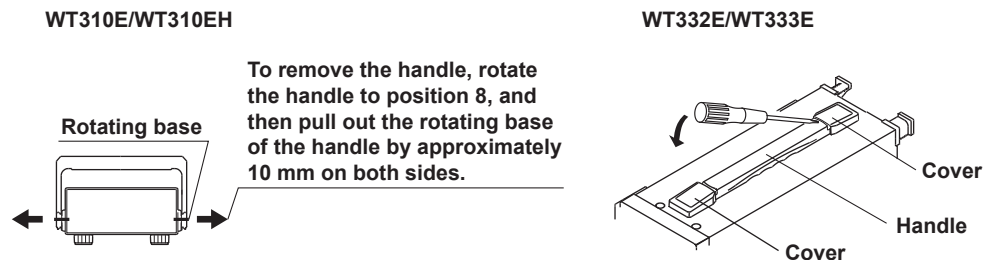 WT310E/WT310EH
To remove the handle, rotate
the handle to position 8, and
then pull out the rotating base
of the handle by approximately
10 mm on both sides.
Rotating base
WT332E/WT333E
Cover
Handle
Cover